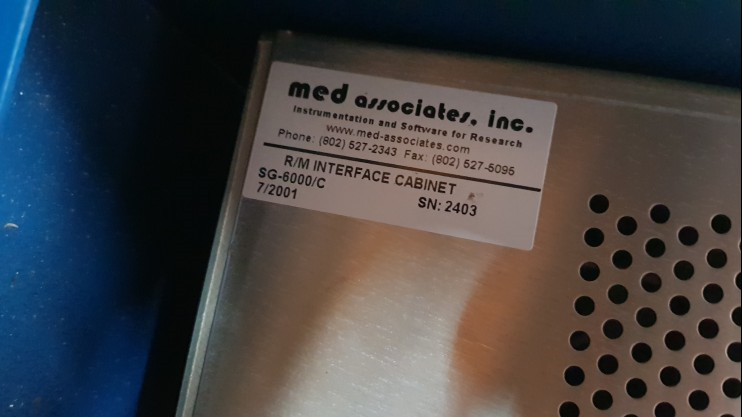 med associates, inc.
Instrumentation and Software for Research
www.med-associates.com
Phone: (802) 527-2343 Fax: (802) 527-5095
R/M INTERFACE CABINET
SG-6000/C
7/2001 SN: 2403